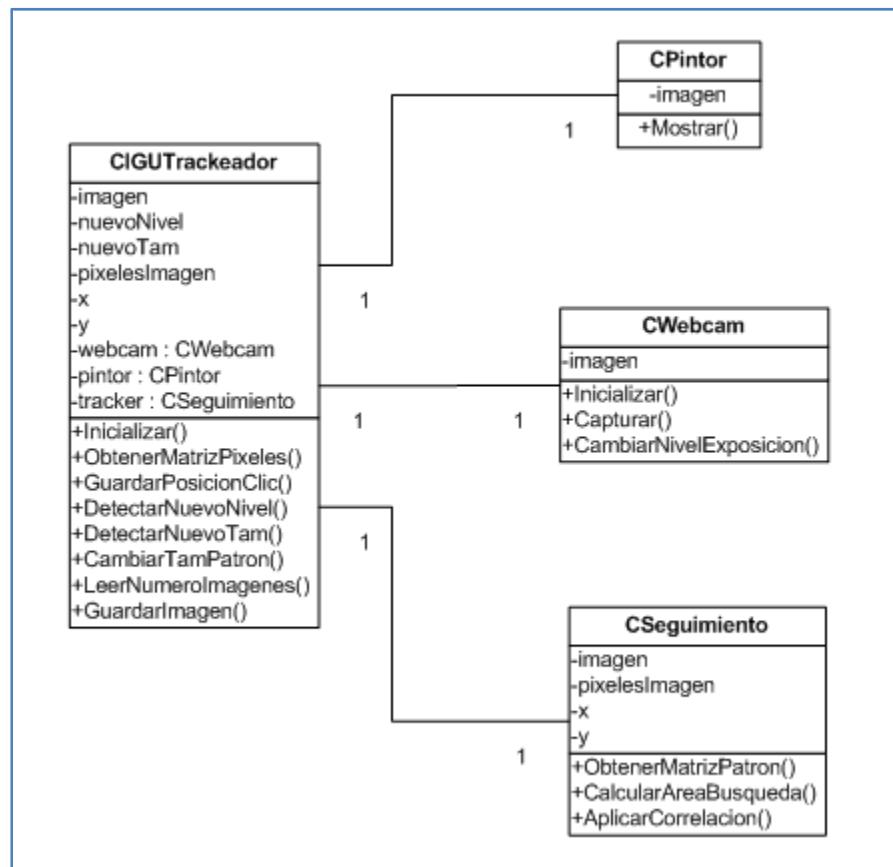 CPintor
-imagen
+Mostrar()
1
CIGUTrackeador
-imagen
-nuevoNivel
-nuevoTam
-pixelesImagen
-x
-y
-webcam : CWebcam
-pintor : CPintor
-tracker : CSeguimiento
+Inicializar()
+ObtenerMatrizPixeles()
+GuardarPosicionClic()
+DetectarNuevoNivel()
+DetectarNuevoTam()
+CambiarTamPatron()
+LeerNumeroImagenes()
+GuardarImagen()
1
1
1
1
CWebcam
-imagen
+Inicializar()
+Capturar()
+CambiarNivelExposicion()
CSeguimiento
-imagen
-pixelesImagen
-x
-y
+ObtenerMatrizPatron()
+CalcularAreaBusqueda()
+AplicarCorrelacion()
1